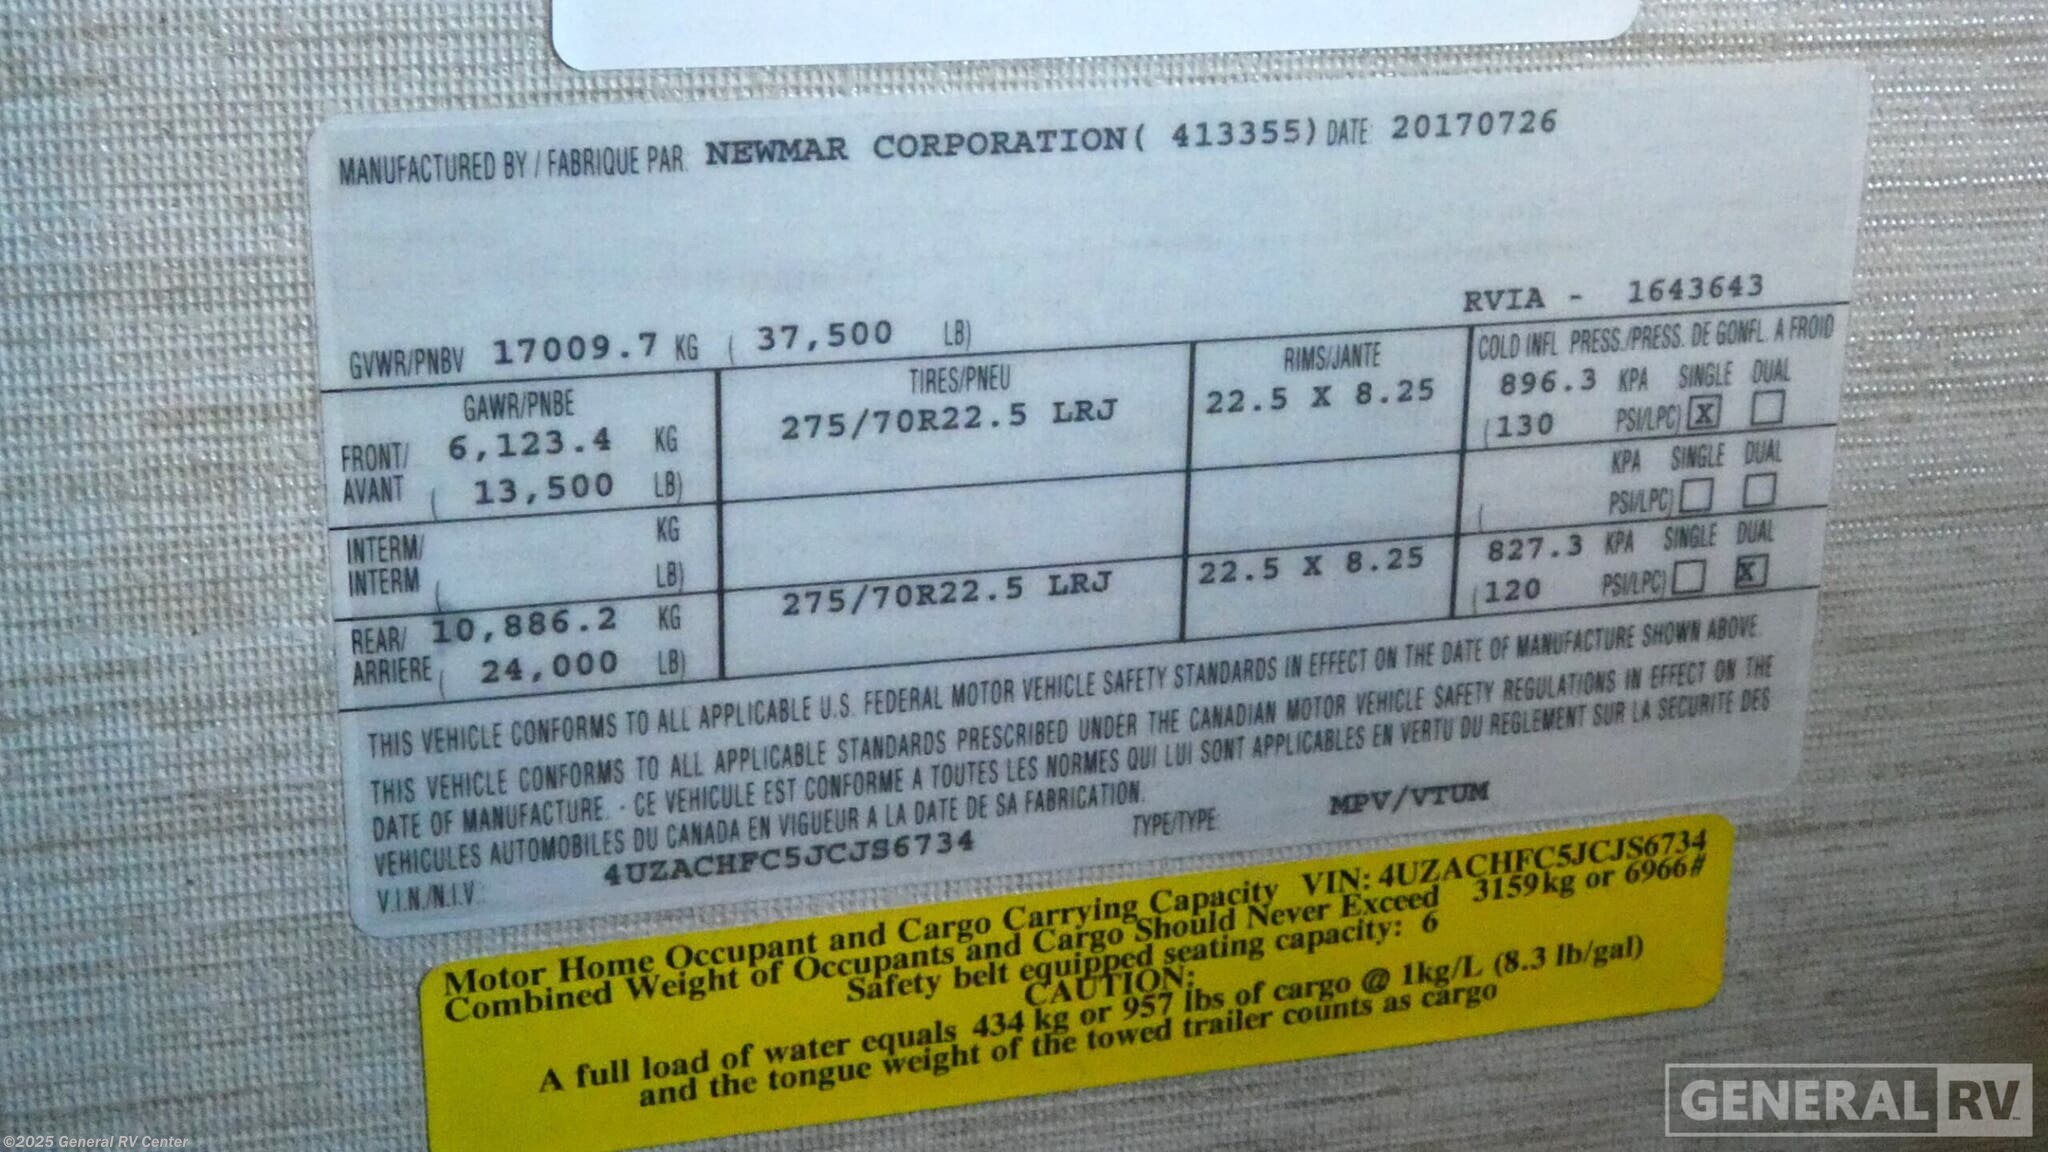 MANUFACTURED BY / FABRIQUE PAR: NEWMAR CORPORATION( 413355) DATE: 20170726
RVIA - 1643643
GVWR/PNBV 17009.7 KG ( 37,500 LB)
GAWR/PNBE TIRES/PNEU RIMS/JANTE COLD INFL. PRESS./PRESS. DE GONFL. A FROID
FRONT/ 6,123.4 KG 275/70R22.5 LRJ 22.5 X 8.25 896.3 KPA SINGLE DUAL
AVANT ( 13,500 LB) (130 PSI/LPC) X
INTERM/ KG KPA SINGLE DUAL
INTERM ( LB) ( PSI/LPC)
REAR/ 10,886.2 KG 275/70R22.5 LRJ 22.5 X 8.25 827.3 KPA SINGLE DUAL
ARRIERE ( 24,000 LB) (120 PSI/LPC) X
THIS VEHICLE CONFORMS TO ALL APPLICABLE U.S. FEDERAL MOTOR VEHICLE SAFETY STANDARDS IN EFFECT ON THE DATE OF MANUFACTURE SHOWN ABOVE.
THIS VEHICLE CONFORMS TO ALL APPLICABLE STANDARDS PRESCRIBED UNDER THE CANADIAN MOTOR VEHICLE SAFETY REGULATIONS IN EFFECT ON THE
DATE OF MANUFACTURE. - CE VEHICULE EST CONFORME A TOUTES LES NORMES QUI LUI SONT APPLICABLES EN VERTU DU REGLEMENT SUR LA SECURITE DES
VEHICULES AUTOMOBILES DU CANADA EN VIGUEUR A LA DATE DE SA FABRICATION.
V.I.N./N.I.V.: 4UZACHFC5JCJS6734 TYPE/TYPE: MPV/VTUM
Motor Home Occupant and Cargo Carrying Capacity VIN: 4UZACHFC5JCJS6734
Combined Weight of Occupants and Cargo Should Never Exceed 3159kg or 6966#
Safety belt equipped seating capacity: 6
CAUTION:
A full load of water equals 434 kg or 957 lbs of cargo @ 1kg/L (8.3 lb/gal)
and the tongue weight of the towed trailer counts as cargo
GENERAL RV
©2025 General RV Center